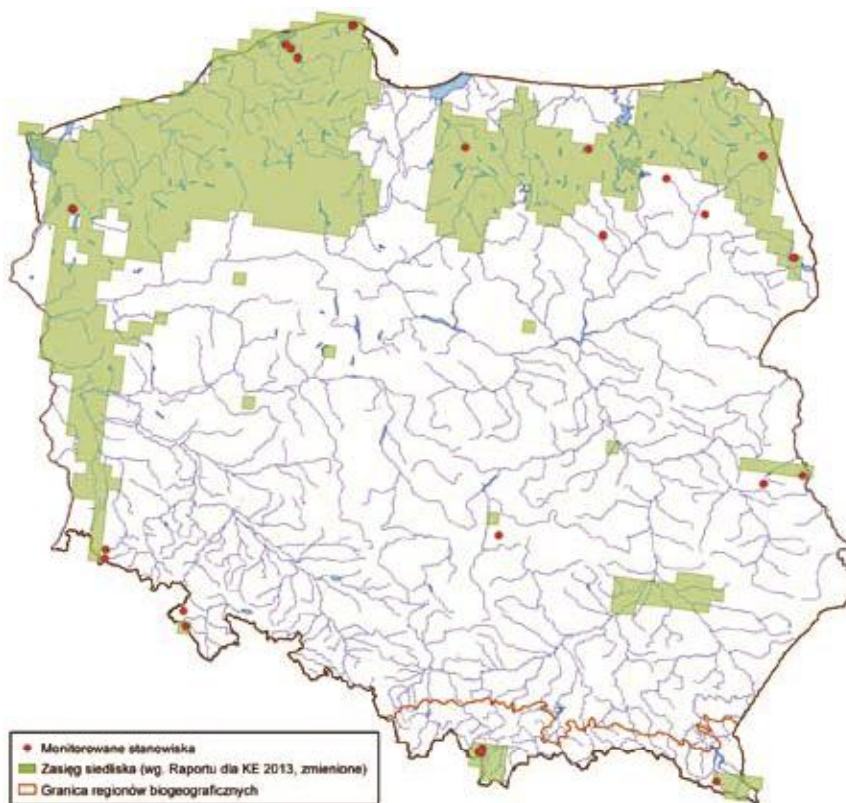 Monitorowane stanowiska
Zasięg siedliska (wg. Raportu dla KE 2013, zmienione)
Granica regionów biogeograficznych